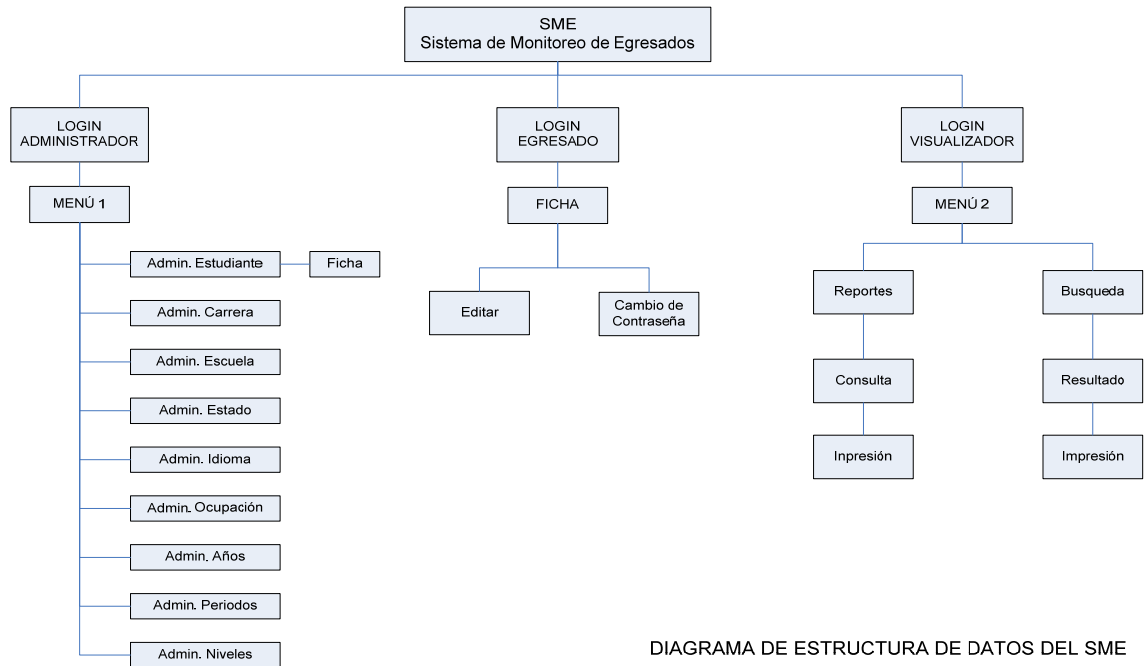 SME
Sistema de Monitoreo de Egresados
LOGIN
ADMINISTRADOR
LOGIN
EGRESADO
LOGIN
VISUALIZADOR
MENÚ 1
FICHA
MENÚ 2
Admin. Estudiante
Ficha
Admin. Carrera
Admin. Escuela
Admin. Estado
Admin. Idioma
Admin. Ocupación
Admin. Años
Admin. Periodos
Admin. Niveles
Editar
Cambio de
Contraseña
Reportes
Busqueda
Consulta
Resultado
Inpresión
Impresión
DIAGRAMA DE ESTRUCTURA DE DATOS DEL SME